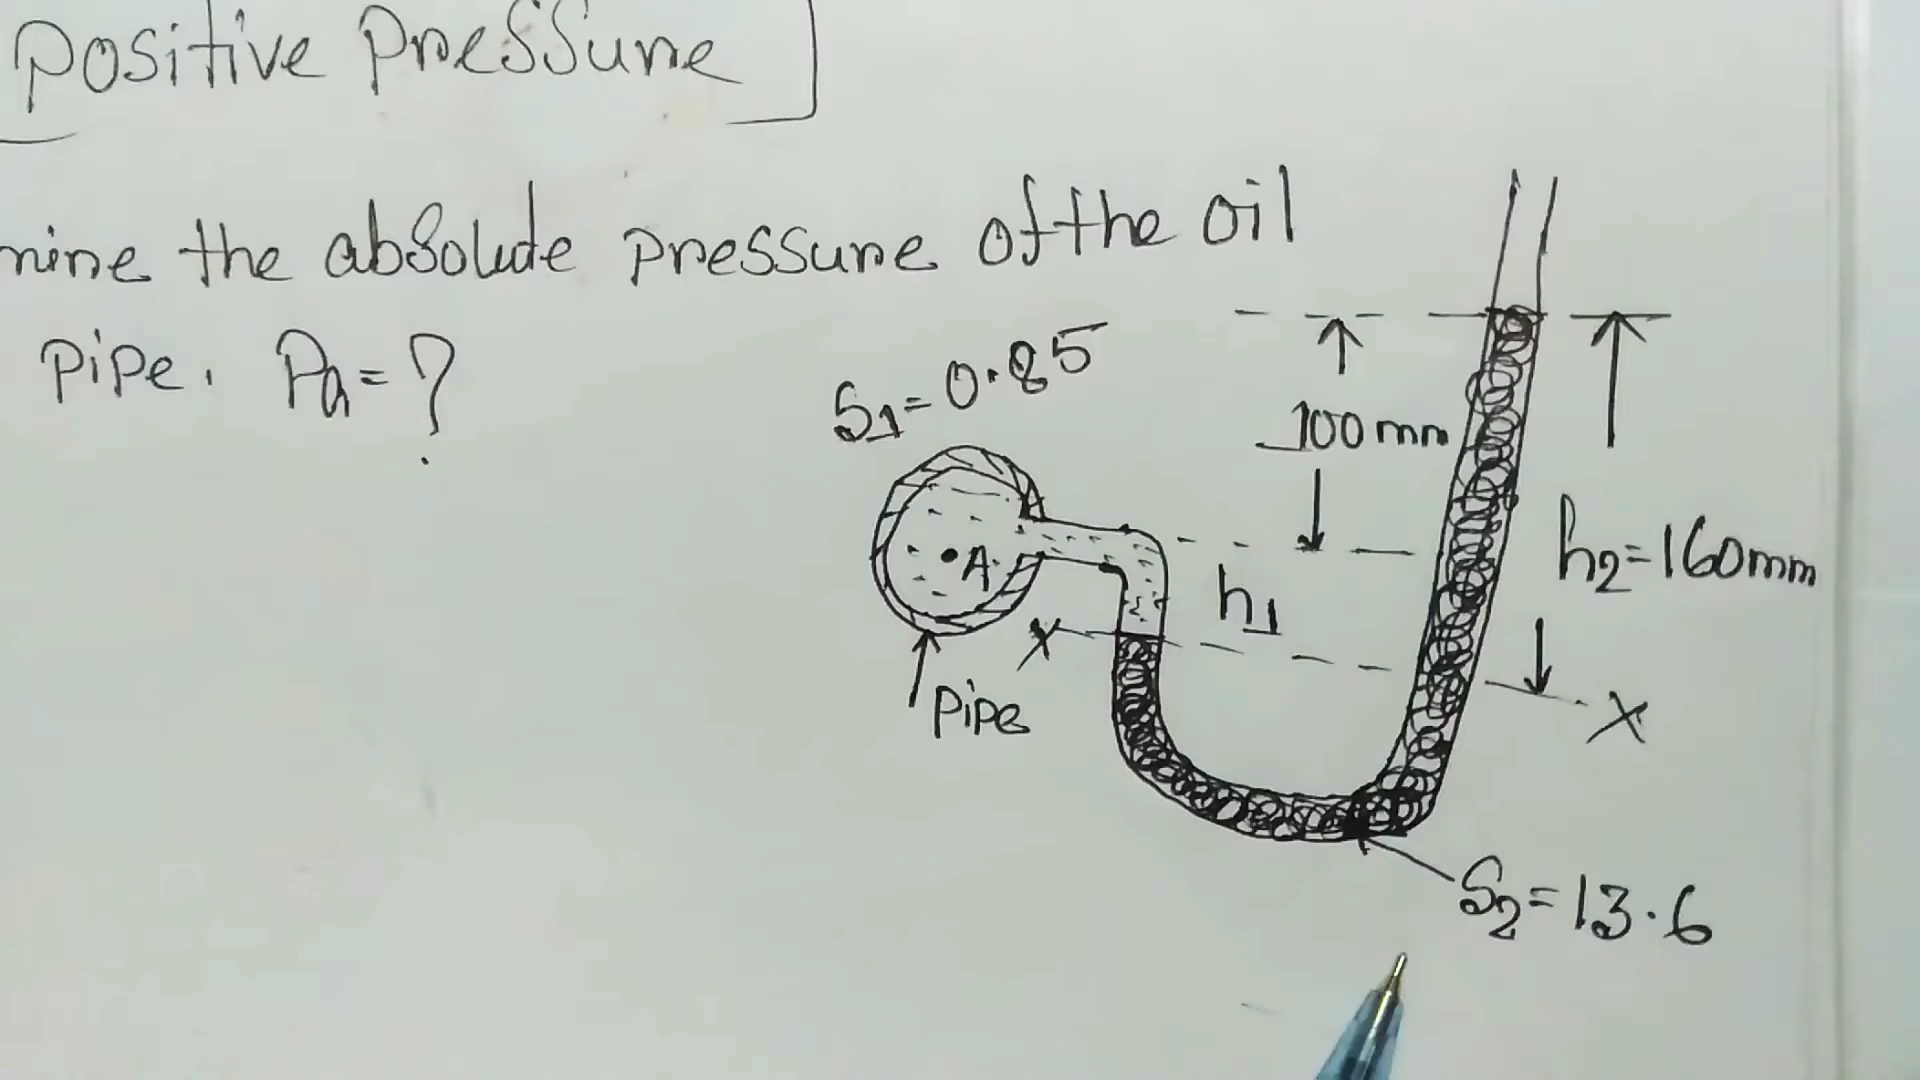 Positive Pressure
mine the absolute pressure of the oil
Pipe. Pa = ?
S1 = 0.85
100 mm
A
h1
h2 = 160mm
X
X
Pipe
S2 = 13.6